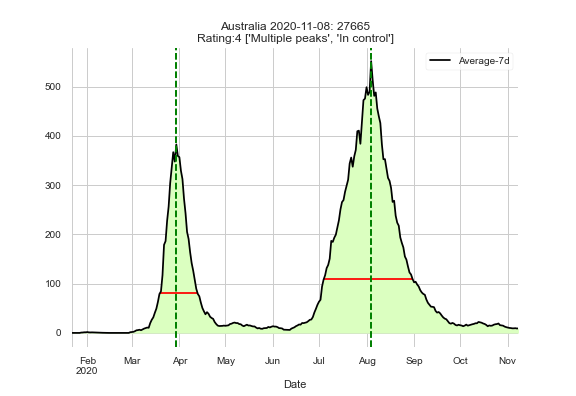 Australia 2020-11-08: 27665
Rating:4 ['Multiple peaks', 'In control']
Average-7d
500
400
300
200
100
0
Feb Mar Apr May Jun Jul Aug Sep Oct Nov
2020
Date